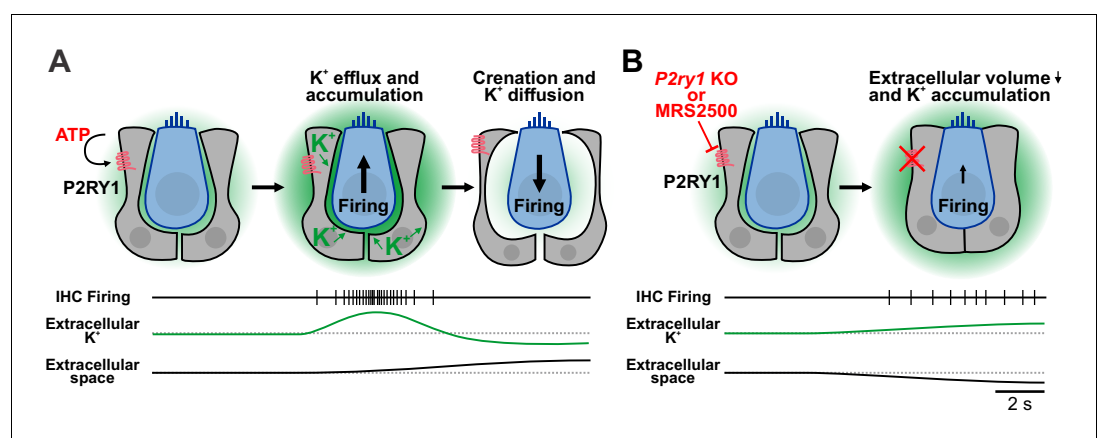 A
K⁺ efflux and
accumulation
Crenation and
K⁺ diffusion
ATP
P2RY1
K⁺
K⁺
K⁺
Firing
Firing
IHC Firing
Extracellular
K⁺
Extracellular
space
B
P2ry1 KO
or
MRS2500
Extracellular volume ↓
and K⁺ accumulation
P2RY1
Firing
IHC Firing
Extracellular
K⁺
Extracellular
space
2 s